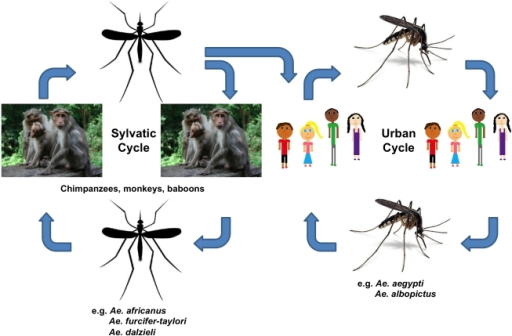 Sylvatic
Cycle
Urban
Cycle
Chimpanzees, monkeys, baboons
e.g. Ae. africanus
Ae. furcifer-taylori
Ae. dalzieli
e.g. Ae. aegypti
Ae. albopictus